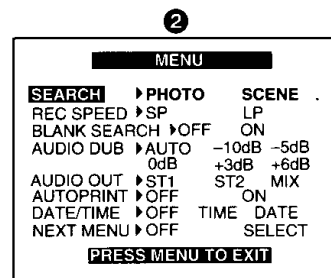 2
MENU
SEARCH ▶PHOTO SCENE .
REC SPEED ▶SP LP
BLANK SEARCH ▶OFF ON
AUDIO DUB ▶AUTO –10dB –5dB
0dB +3dB +6dB
AUDIO OUT ▶ST1 ST2 MIX
AUTOPRINT ▶OFF ON
DATE/TIME ▶OFF TIME DATE
NEXT MENU ▶OFF SELECT
PRESS MENU TO EXIT